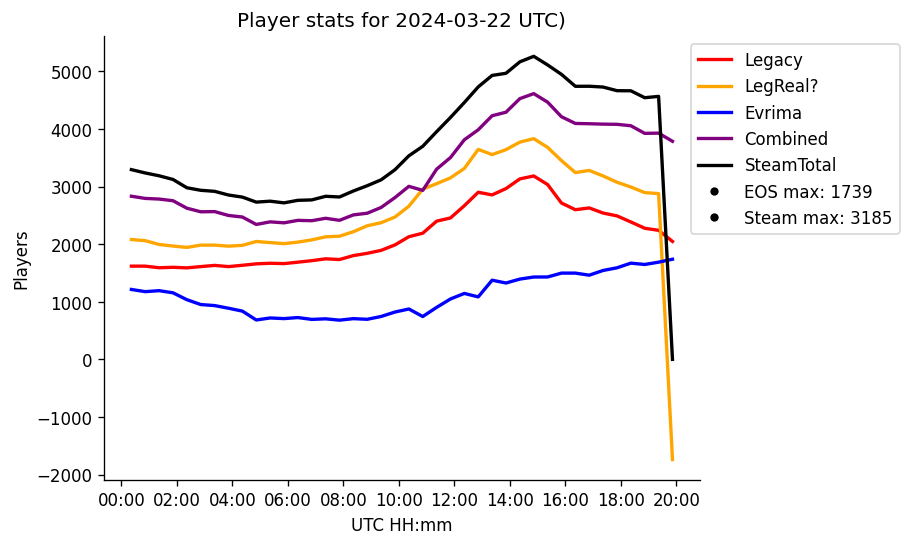 Player stats for 2024-03-22 UTC)
Legacy
LegReal?
Evrima
Combined
SteamTotal
EOS max: 1739
Steam max: 3185
Players
5000
4000
3000
2000
1000
0
−1000
−2000
00:00 02:00 04:00 06:00 08:00 10:00 12:00 14:00 16:00 18:00 20:00
UTC HH:mm